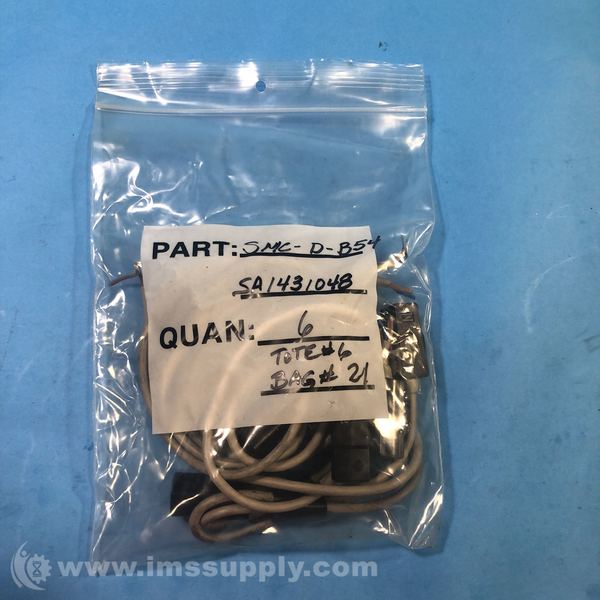 PART: SMC-D-B54
SA1431048
QUAN: 6
TOTE#6
BAG# 21
www.imssupply.com